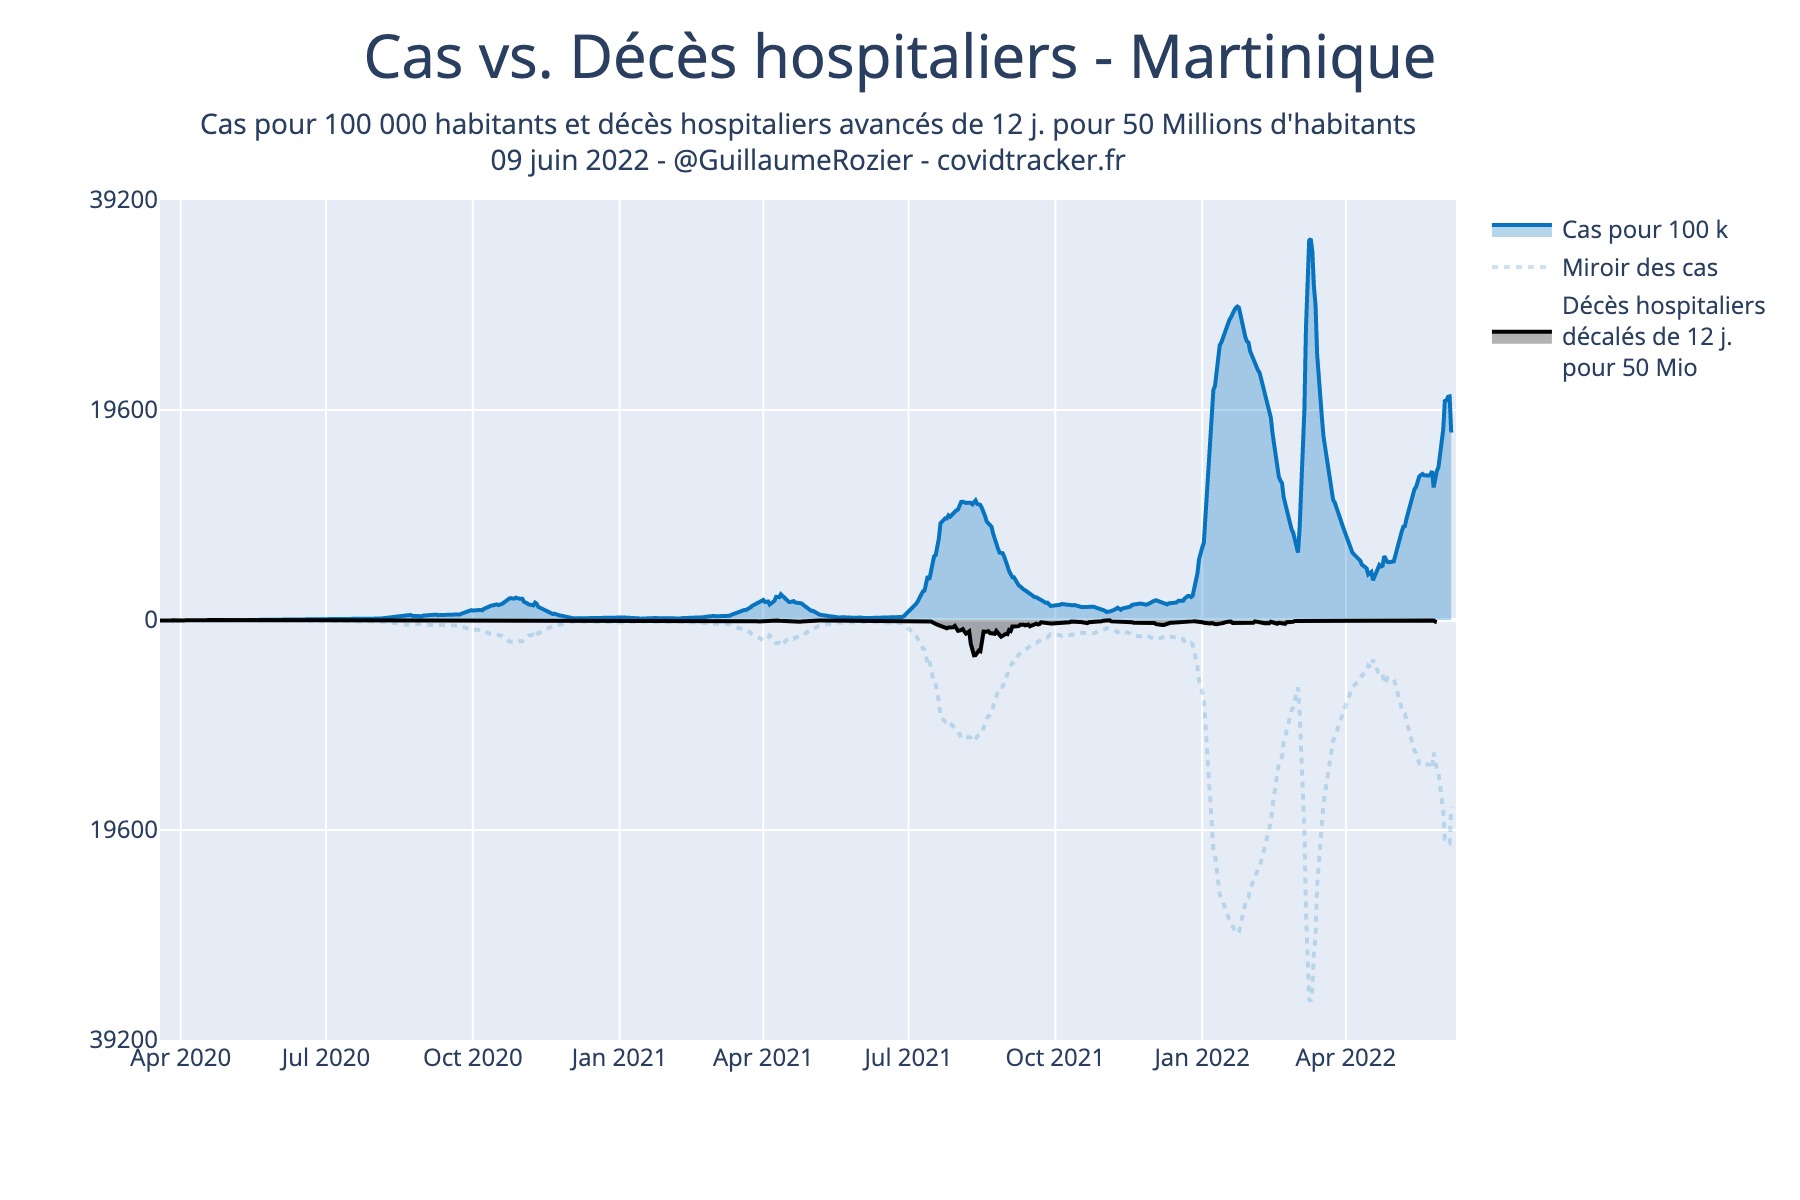 Cas vs. Décès hospitaliers - Martinique
Cas pour 100 000 habitants et décès hospitaliers avancés de 12 j. pour 50 Millions d'habitants
09 juin 2022 - @GuillaumeRozier - covidtracker.fr
39200
19600
0
19600
39200
Apr 2020
Jul 2020
Oct 2020
Jan 2021
Apr 2021
Jul 2021
Oct 2021
Jan 2022
Apr 2022
Cas pour 100 k
Miroir des cas
Décès hospitaliers
décalés de 12 j.
pour 50 Mio